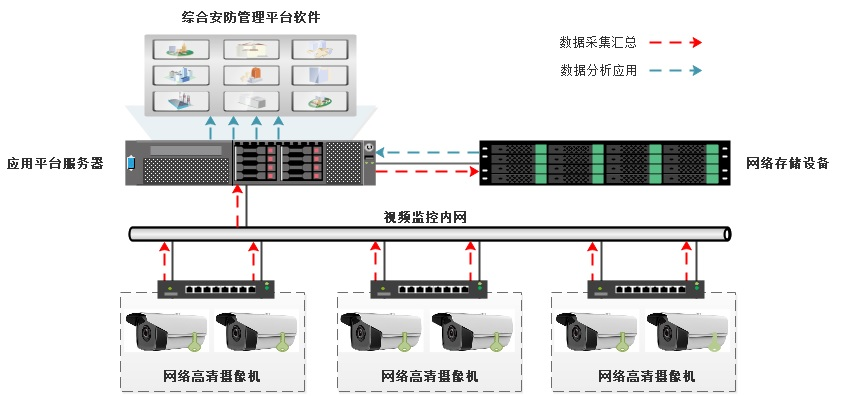 综合安防管理平台软件
数据采集汇总
数据分析应用
应用平台服务器
网络存储设备
视频监控内网
网络高清摄像机
网络高清摄像机
网络高清摄像机